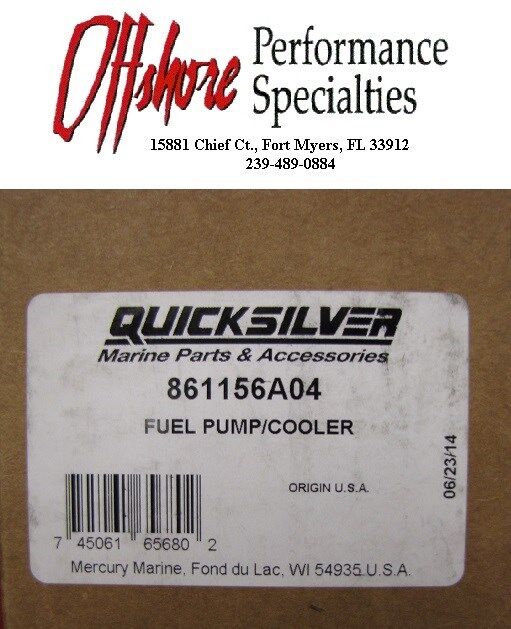 Offshore
Performance
Specialties
15881 Chief Ct., Fort Myers, FL 33912
239-489-0884
QUICKSILVER
Marine Parts & Accessories
861156A04
FUEL PUMP/COOLER
ORIGIN U.S.A.
06/23/14
7 45061 65680 2
Mercury Marine, Fond du Lac, WI 54935 U.S.A.